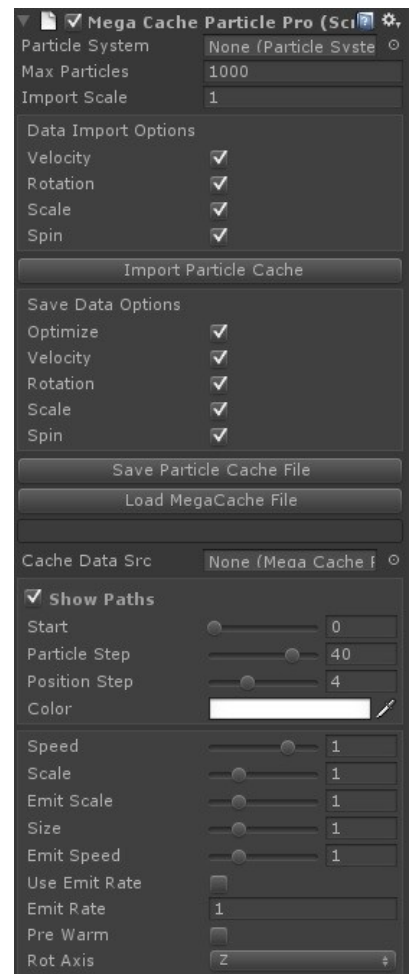 Mega Cache Particle Pro (Scri
Particle System None (Particle Syste
Max Particles 1000
Import Scale 1
Data Import Options
Velocity
Rotation
Scale
Spin
Import Particle Cache
Save Data Options
Optimize
Velocity
Rotation
Scale
Spin
Save Particle Cache File
Load MegaCache File
Cache Data Src None (Mega Cache P
Show Paths
Start 0
Particle Step 40
Position Step 4
Color
Speed 1
Scale 1
Emit Scale 1
Size 1
Emit Speed 1
Use Emit Rate
Emit Rate 1
Pre Warm
Rot Axis Z